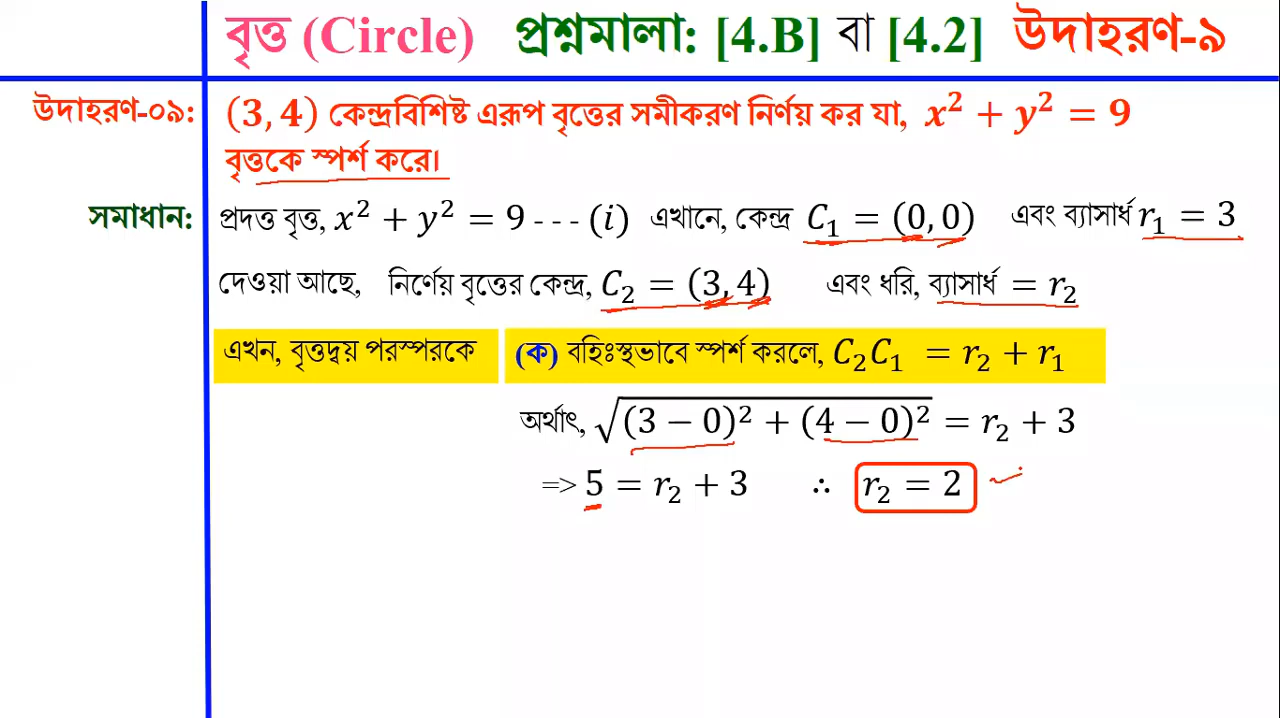 বৃত্ত (Circle) প্রশ্নমালা: [4.B] বা [4.2] উদাহরণ-৯
উদাহরণ-০৯: (3, 4) কেন্দ্রবিশিষ্ট এরূপ বৃত্তের সমীকরণ নির্ণয় কর যা, x² + y² = 9
বৃত্তকে স্পর্শ করে।
সমাধান: প্রদত্ত বৃত্ত, x² + y² = 9 - - - (i) এখানে, কেন্দ্র C₁ = (0, 0) এবং ব্যাসার্ধ r₁ = 3
দেওয়া আছে, নির্ণেয় বৃত্তের কেন্দ্র, C₂ = (3, 4) এবং ধরি, ব্যাসার্ধ = r₂
এখন, বৃত্তদ্বয় পরস্পরকে (ক) বহিঃস্থভাবে স্পর্শ করলে, C₂C₁ = r₂ + r₁
অর্থাৎ, √(3 − 0)² + (4 − 0)² = r₂ + 3
=> 5 = r₂ + 3 ∴ r₂ = 2